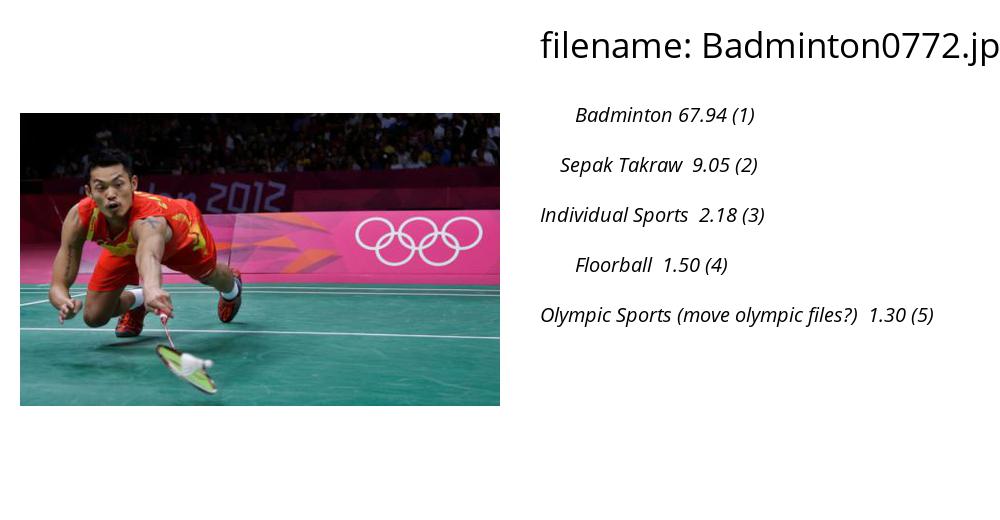 filename: Badminton0772.jp
Badminton 67.94 (1)
Sepak Takraw 9.05 (2)
Individual Sports 2.18 (3)
Floorball 1.50 (4)
Olympic Sports (move olympic files?) 1.30 (5)
2012